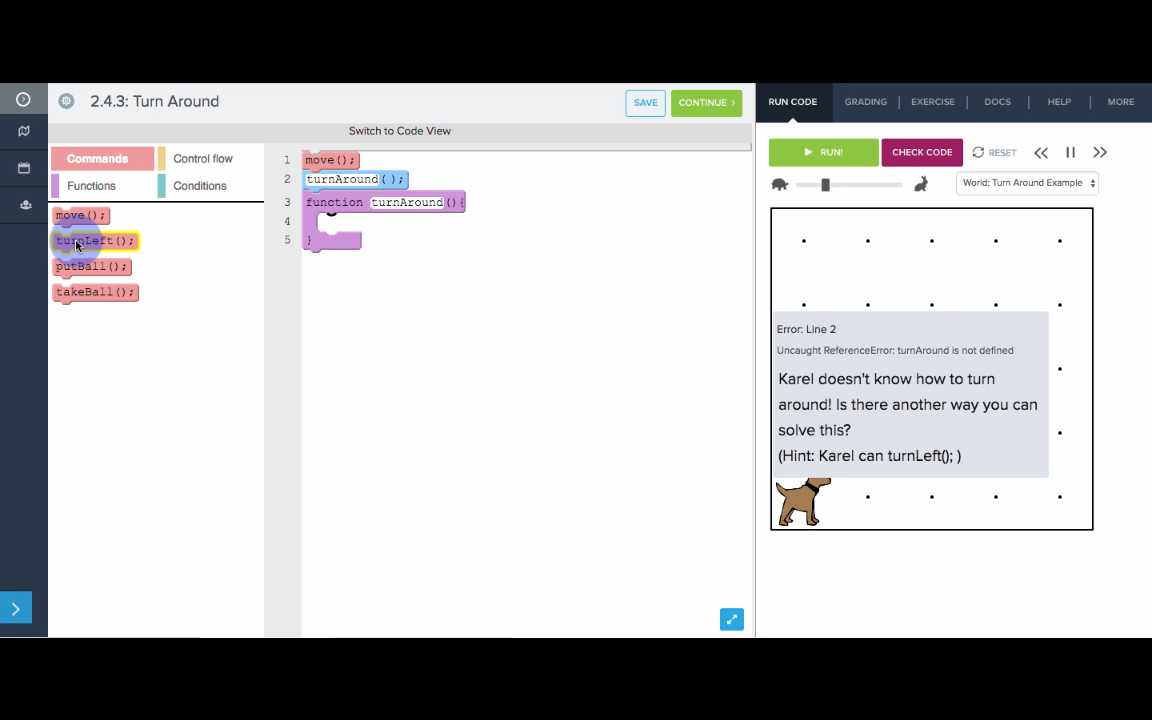 2.4.3: Turn Around
SAVE
CONTINUE
Switch to Code View
Commands
Control flow
Functions
Conditions
move();
turnLeft();
putBall();
takeBall();
1 move();
2 turnAround();
3 function turnAround(){
4
5 }
RUN CODE
GRADING
EXERCISE
DOCS
HELP
MORE
RUN!
CHECK CODE
RESET
World: Turn Around Example
Error: Line 2
Uncaught ReferenceError: turnAround is not defined
Karel doesn't know how to turn
around! Is there another way you can
solve this?
(Hint: Karel can turnLeft(); )